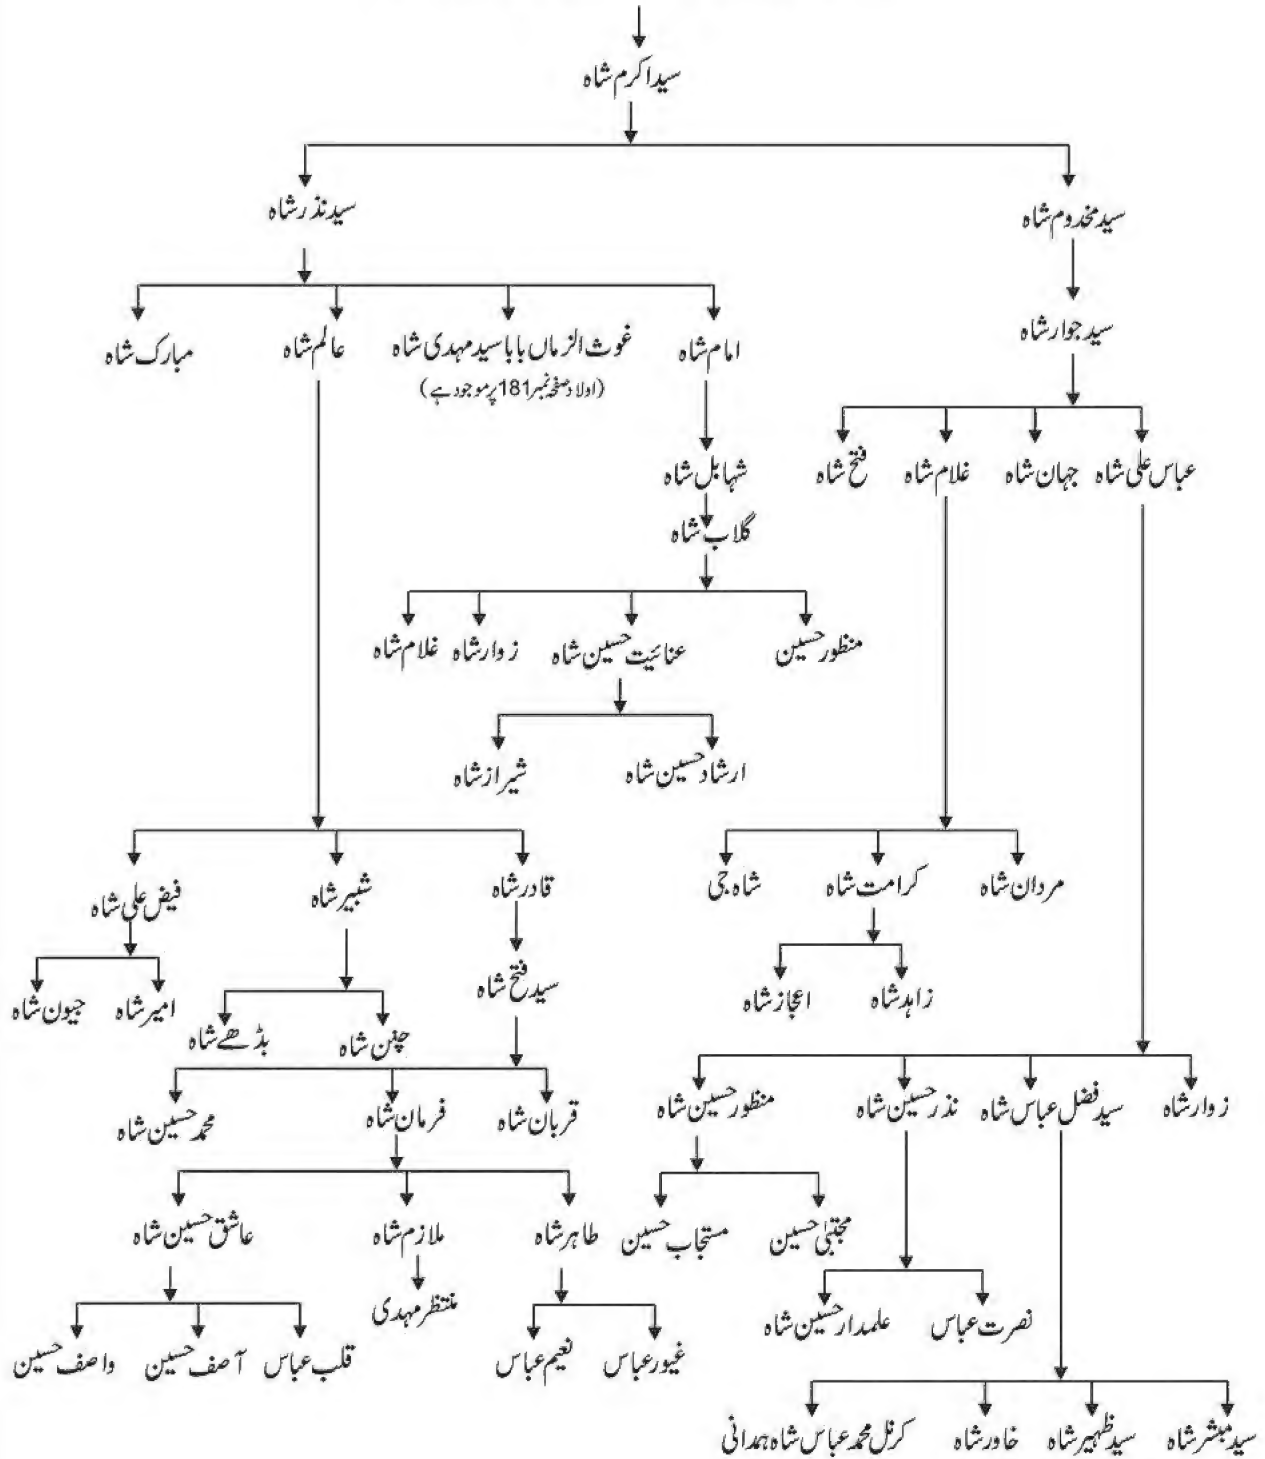 سید اکرم شاہ
سید مخدوم شاہ
سید نذر شاہ
سید جوار شاہ
امام شاہ
غوث الزماں بابا سید مہدی شاہ
(اولاد صفحہ نمبر 181 پر موجود ہے)
عالم شاہ
مبارک شاہ
عباس علی شاہ
جہان شاہ
غلام شاہ
فتح شاہ
شہابل شاہ
گلاب شاہ
منظور حسین
عنائیت حسین شاہ
زوار شاہ
غلام شاہ
ارشاد حسین شاہ
شیراز شاہ
مردان شاہ
کرامت شاہ
شاہ جی
قادر شاہ
شبیر شاہ
فیض علی شاہ
زاہد شاہ
اعجاز شاہ
سید فتح شاہ
امیر شاہ
جیون شاہ
چنن شاہ
بڈھے شاہ
زوار شاہ
سید فضل عباس شاہ
نذر حسین شاہ
منظور حسین شاہ
قربان شاہ
فرمان شاہ
محمد حسین شاہ
مجتبیٰ حسین
مستجاب حسین
طاہر شاہ
ملازم شاہ
عاشق حسین شاہ
نصرت عباس
علمدار حسین شاہ
منتظر مہدی
غیور عباس
نعیم عباس
قلب عباس
آصف حسین
واصف حسین
سید مبشر شاہ
سید ظہیر شاہ
خاور شاہ
کرنل محمد عباس شاہ ہمدانی